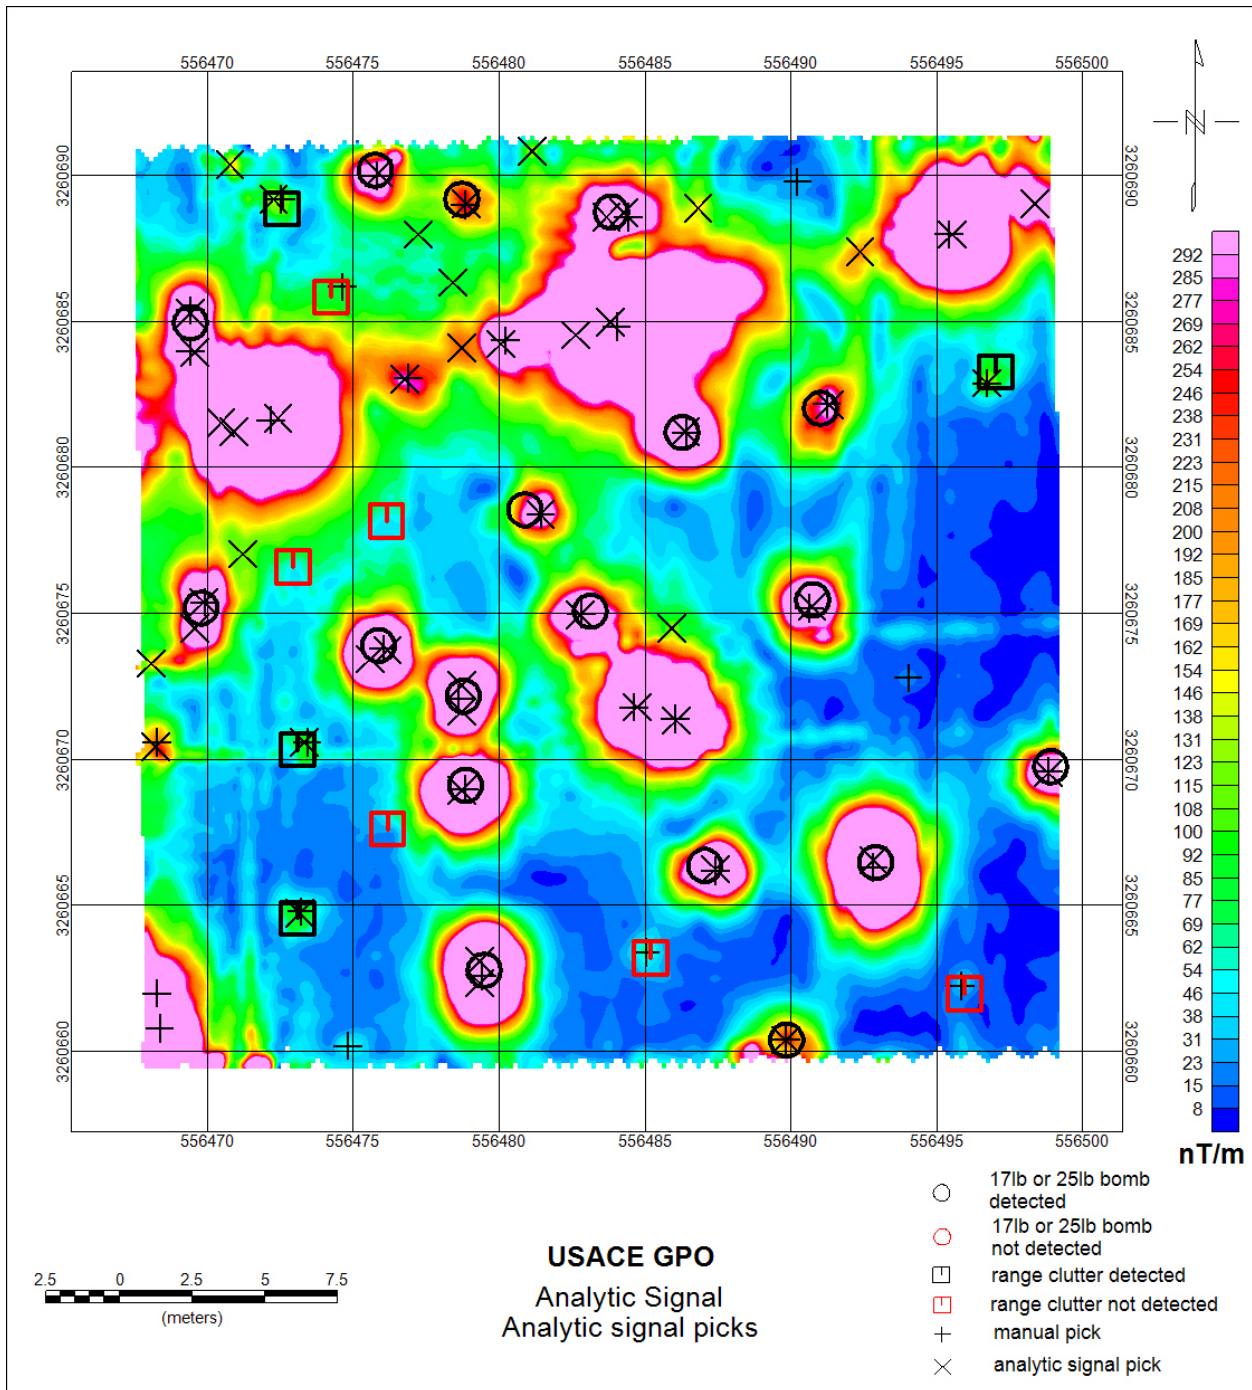 556470 556475 556480 556485 556490 556495 556500
N
3260690 3260690
3260685 3260685
3260680 3260680
3260675 3260675
3260670 3260670
3260665 3260665
3260660 3260660
292
285
277
269
262
254
246
238
231
223
215
208
200
192
185
177
169
162
154
146
138
131
123
115
108
100
92
85
77
69
62
54
46
38
31
23
15
8
556470 556475 556480 556485 556490 556495 556500
nT/m
17lb or 25lb bomb
detected
17lb or 25lb bomb
not detected
range clutter detected
range clutter not detected
manual pick
analytic signal pick
USACE GPO
Analytic Signal
Analytic signal picks
2.5 0 2.5 5 7.5
(meters)